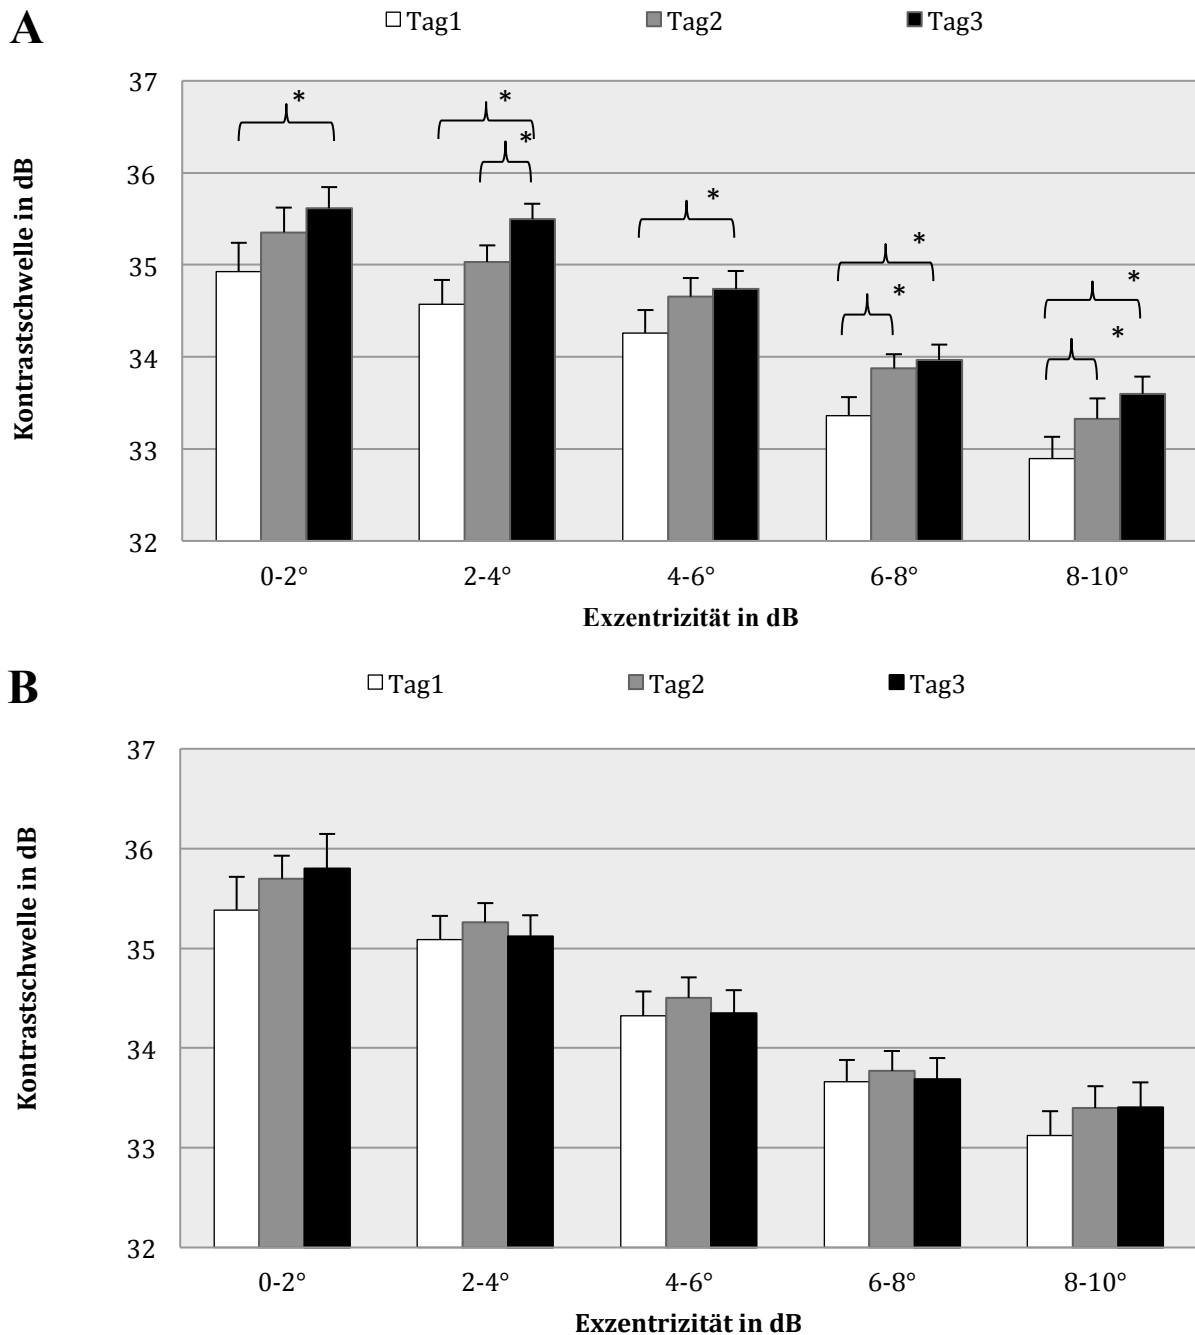 A
Tag1 Tag2 Tag3
Kontrastschwelle in dB
37
36
35
34
33
32
* * * * * * * *
0-2° 2-4° 4-6° 6-8° 8-10°
Exzentrizität in dB
B
Tag1 Tag2 Tag3
Kontrastschwelle in dB
37
36
35
34
33
32
0-2° 2-4° 4-6° 6-8° 8-10°
Exzentrizität in dB